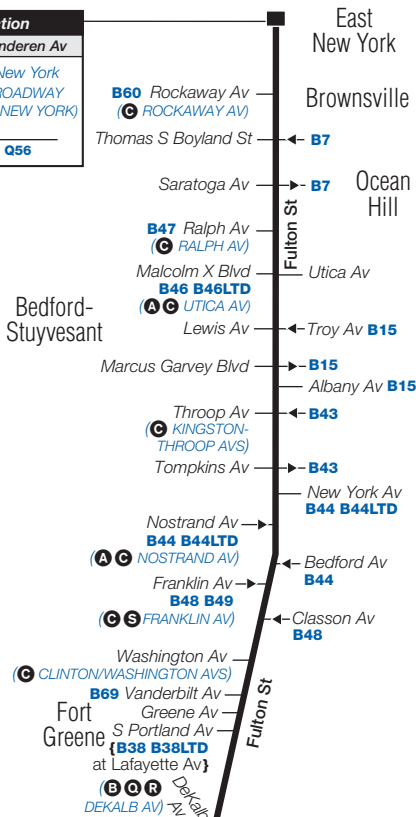 East
New York
B60 Rockaway Av
(C ROCKAWAY AV)
Brownsville
Thomas S Boyland St
B7
Saratoga Av
B7
Ocean
Hill
B47 Ralph Av
(C RALPH AV)
Fulton St
Malcolm X Blvd
B46 B46LTD
(A C UTICA AV)
Utica Av
Bedford-
Stuyvesant
Lewis Av
Troy Av B15
Marcus Garvey Blvd
B15
Albany Av B15
Throop Av
(C KINGSTON-
THROOP AVS)
B43
Tompkins Av
B43
New York Av
B44 B44LTD
Nostrand Av
B44 B44LTD
(A C NOSTRAND AV)
Bedford Av
B44
Franklin Av
B48 B49
(C S FRANKLIN AV)
Classon Av
B48
Washington Av
(C CLINTON/WASHINGTON AVS)
B69 Vanderbilt Av
Fort
Greene
Greene Av
S Portland Av
{B38 B38LTD
at Lafayette Av}
Fulton St
(B Q R
DEKALB AV)
DeKalb
Av
New York
NEW YORK)
Q56